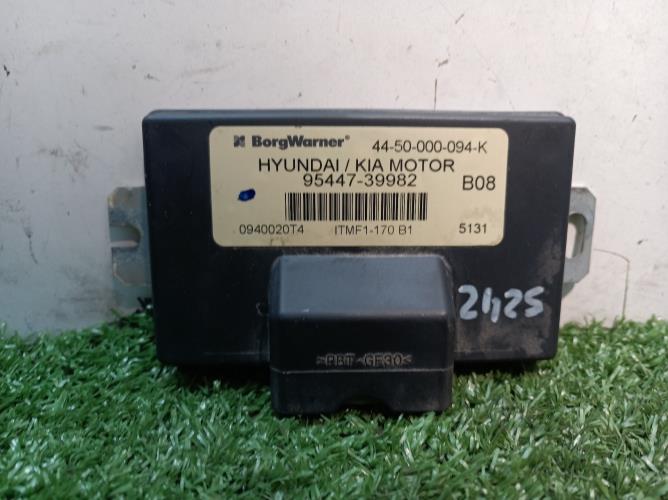 BorgWarner® 44-50-000-094-K
HYUNDAI / KIA MOTOR
95447-39982 B08
0940020T4 ITMF1-170 B1 5131
>PBT-GF30<
2425